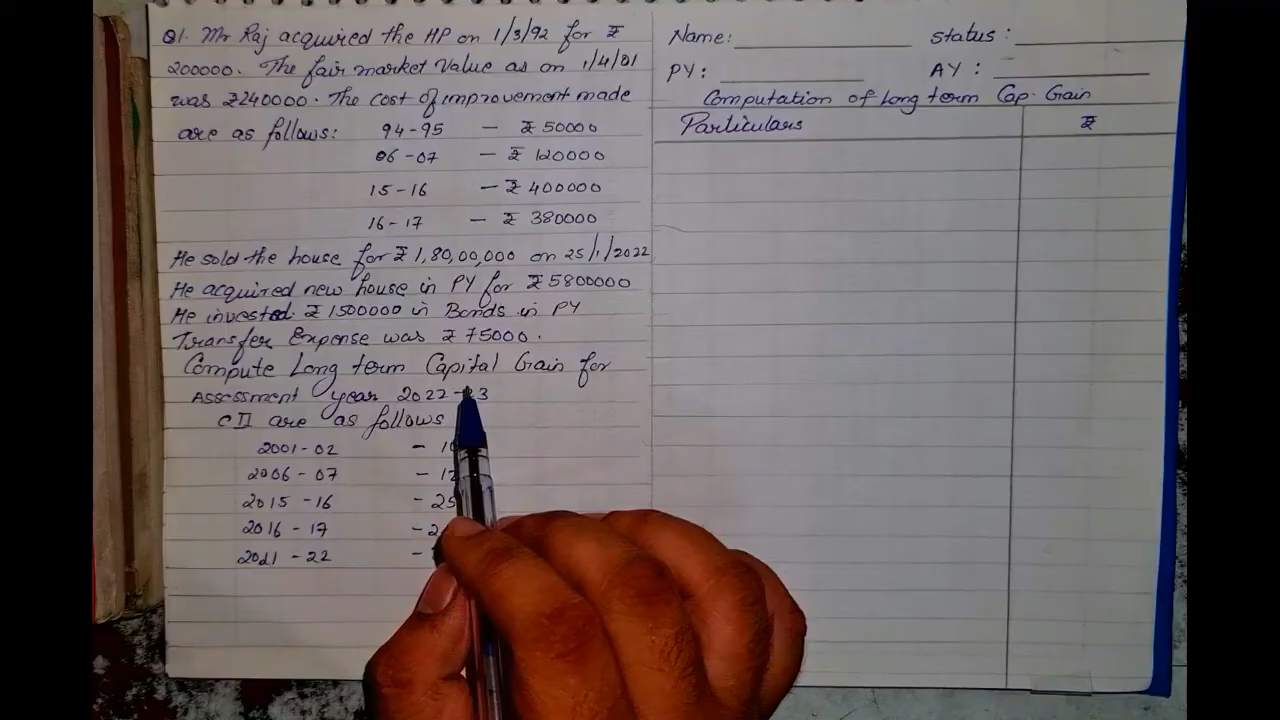 Q1. Mr Raj acquired the HP on 1/3/92 for ₹
200000. The fair market Value as on 1/4/01
was ₹240000. The cost of improvement made
are as follows: 94-95 - ₹ 50000
06-07 - ₹ 120000
15-16 - ₹ 400000
16-17 - ₹ 380000
He sold the house for ₹ 1,80,00,000 on 25/1/2022
He acquired new house in PY for ₹ 5800000
He invested ₹ 1500000 in Bonds in PY
Transfer Expense was ₹ 75000.
Compute Long term Capital Gain for
Assessment year 2022-23
CII are as follows
2001-02 -
2006-07 -
2015-16 -
2016-17 -
2021-22 -
Name: Status:
PY: AY:
Computation of Long term Cap. Gain
Particulars ₹